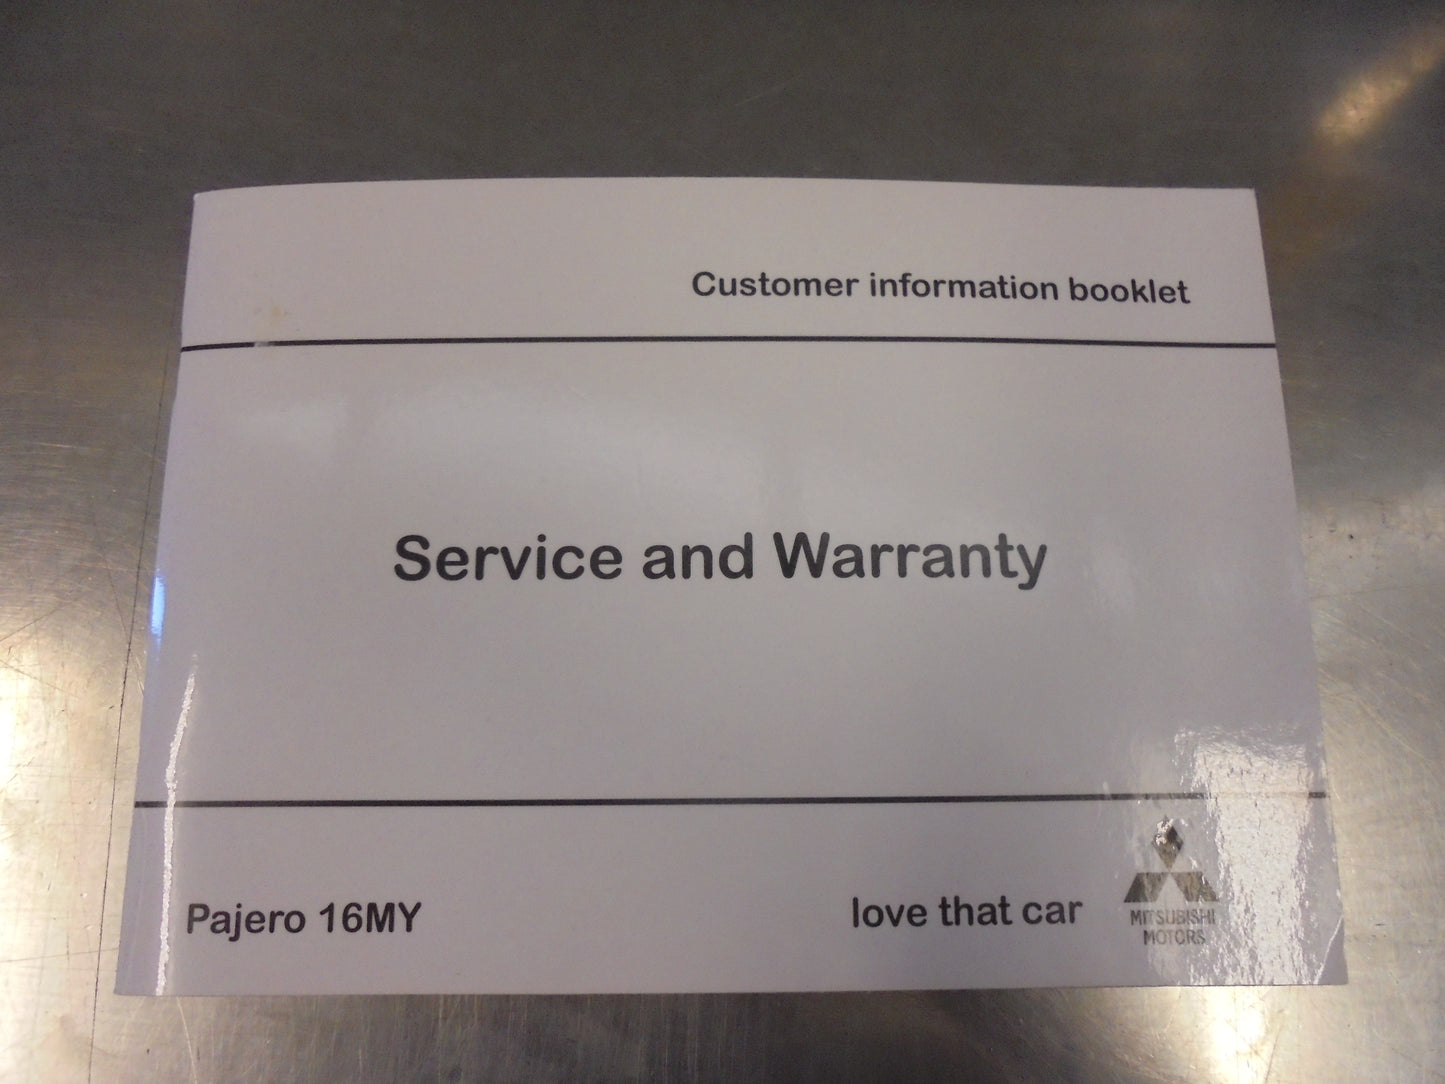 Customer information booklet
Service and Warranty
Pajero 16MY
love that car
MITSUBISHI
MOTORS